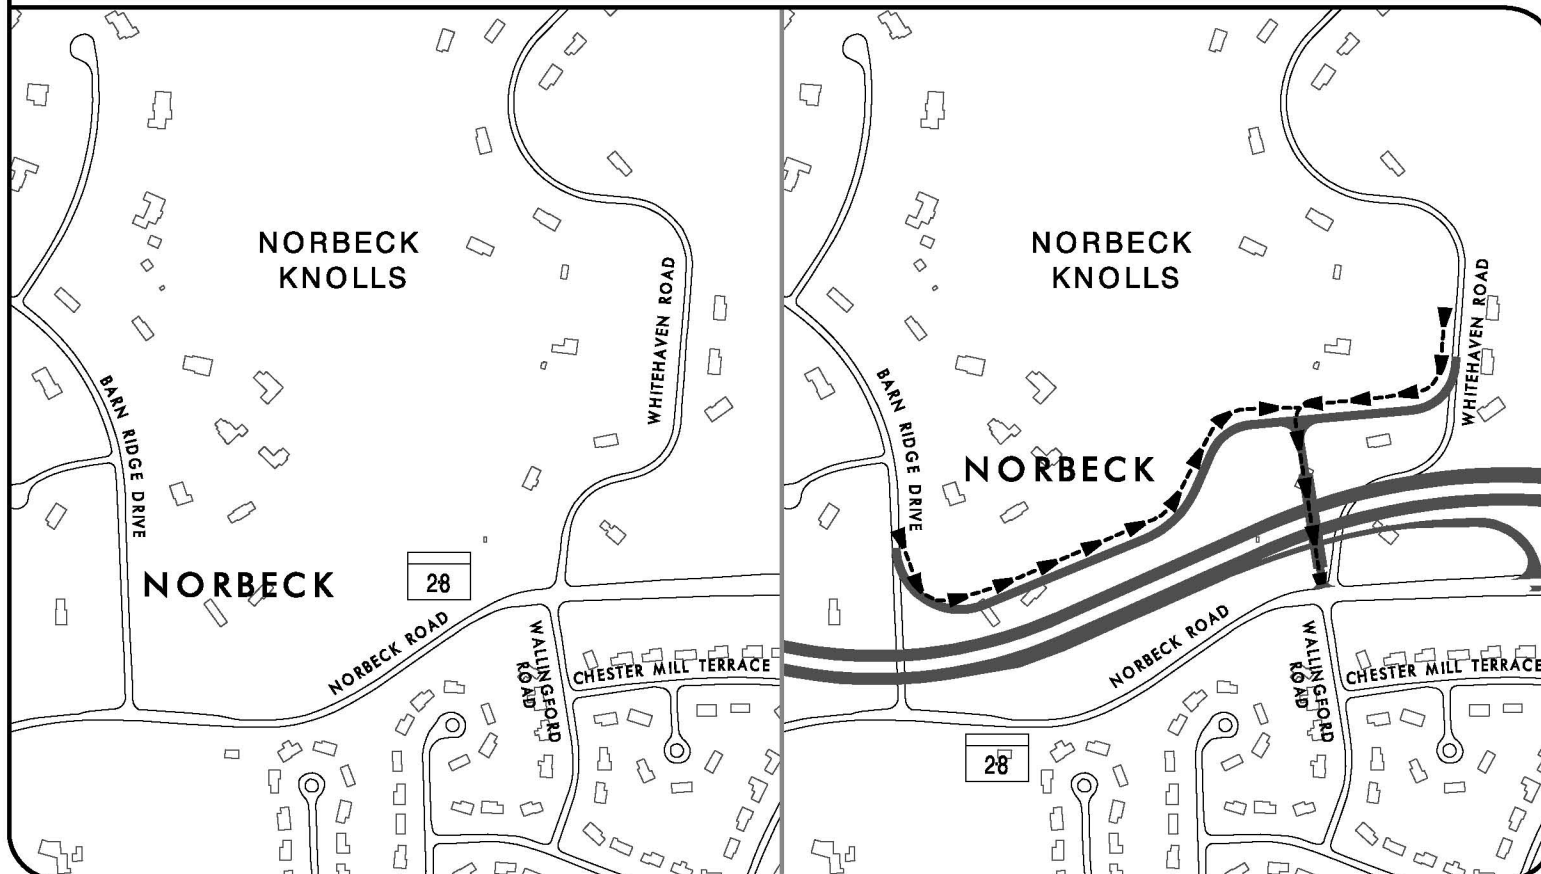 NORBECK
KNOLLS
WHITEHAVEN ROAD
BARN RIDGE DRIVE
NORBECK
28
NORBECK ROAD
WALLINGFORD
ROAD
CHESTER MILL TERRACE
NORBECK
KNOLLS
WHITEHAVEN ROAD
BARN RIDGE DRIVE
NORBECK
NORBECK ROAD
WALLINGFORD
ROAD
CHESTER MILL TERRACE
28